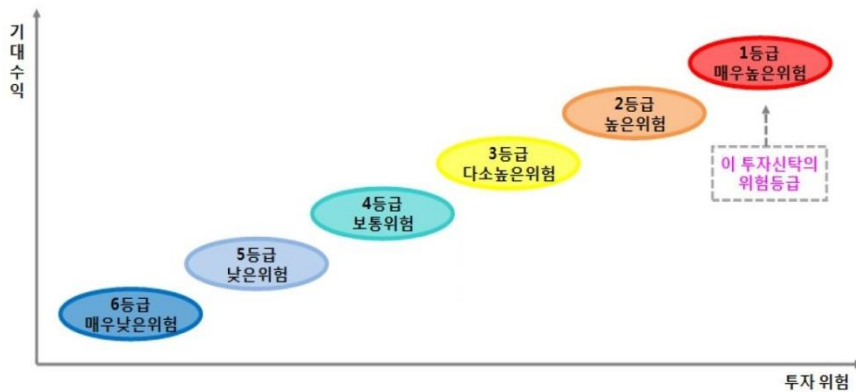 기대수익
1등급
매우높은위험
2등급
높은위험
3등급
다소높은위험
이 투자신탁의
위험등급
4등급
보통위험
5등급
낮은위험
6등급
매우낮은위험
투자 위험